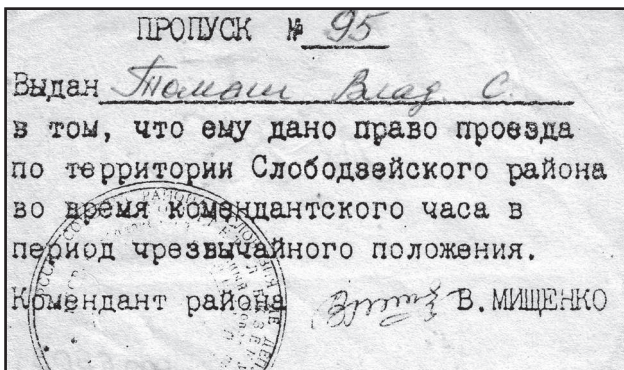 ПРОПУСК № 95
Выдан Томаш Влад. С.
в том, что ему дано право проезда
по территории Слободзейского района
во время комендантского часа в
период чрезвычайного положения.
Комендант района В. МИЩЕНКО